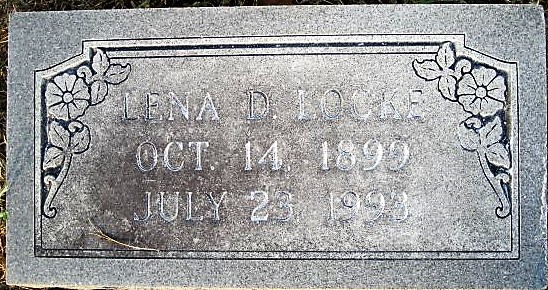 LENA D. LOCKE
OCT. 14, 1899
JULY 23, 1993